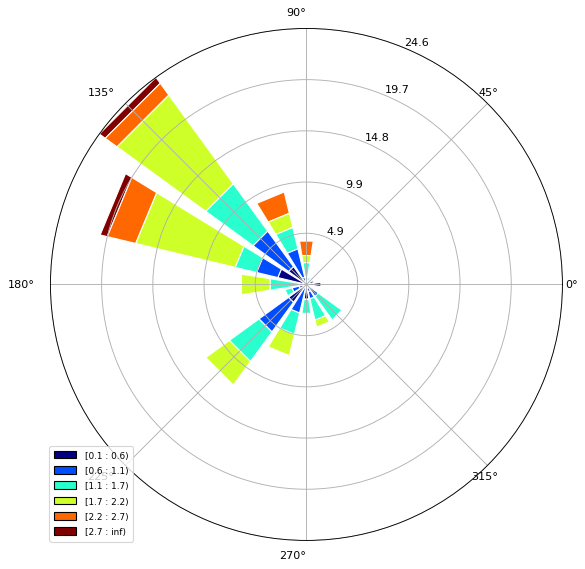 90°
24.6
19.7
135°
45°
14.8
9.9
4.9
180°
0°
[0.1 : 0.6)
[0.6 : 1.1)
225°
315°
[1.1 : 1.7)
[1.7 : 2.2)
[2.2 : 2.7)
[2.7 : inf)
270°